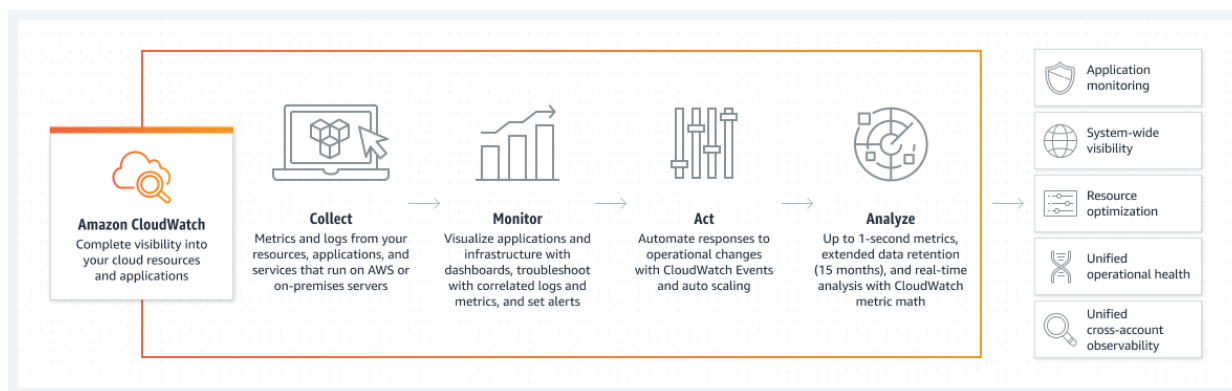 Amazon CloudWatch
Complete visibility into
your cloud resources
and applications
Collect
Metrics and logs from your
resources, applications, and
services that run on AWS or
on-premises servers
Monitor
Visualize applications and
infrastructure with
dashboards, troubleshoot
with correlated logs and
metrics, and set alerts
Act
Automate responses to
operational changes
with CloudWatch Events
and auto scaling
Analyze
Up to 1-second metrics,
extended data retention
(15 months), and real-time
analysis with CloudWatch
metric math
Application
monitoring
System-wide
visibility
Resource
optimization
Unified
operational health
Unified
cross-account
observability